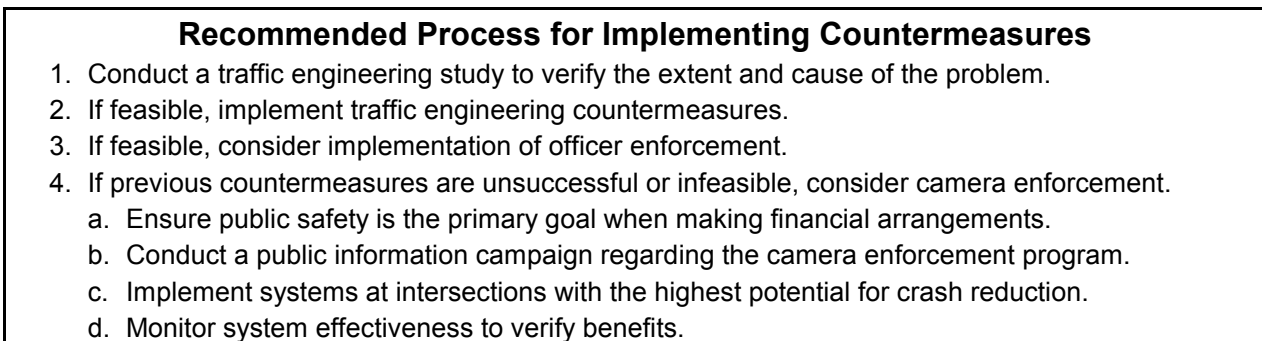 Recommended Process for Implementing Countermeasures
1. Conduct a traffic engineering study to verify the extent and cause of the problem.
2. If feasible, implement traffic engineering countermeasures.
3. If feasible, consider implementation of officer enforcement.
4. If previous countermeasures are unsuccessful or infeasible, consider camera enforcement.
a. Ensure public safety is the primary goal when making financial arrangements.
b. Conduct a public information campaign regarding the camera enforcement program.
c. Implement systems at intersections with the highest potential for crash reduction.
d. Monitor system effectiveness to verify benefits.